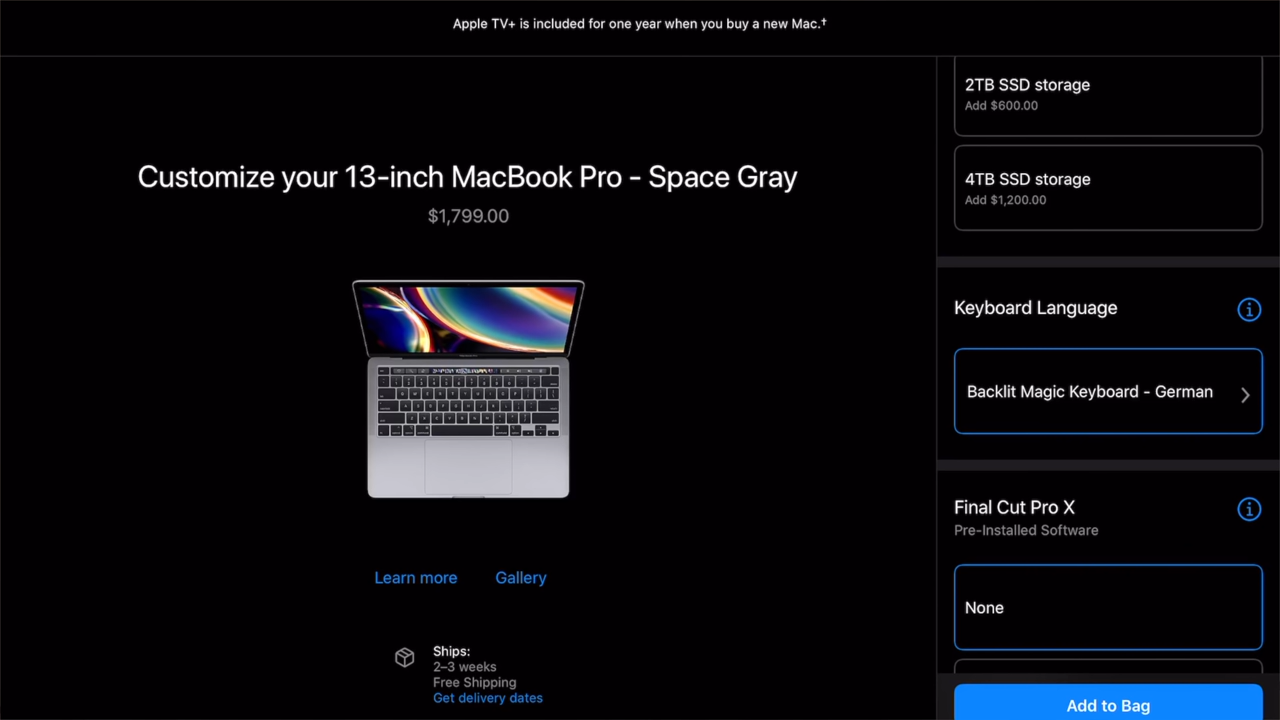 Apple TV+ is included for one year when you buy a new Mac.†
Customize your 13-inch MacBook Pro - Space Gray
$1,799.00
Learn more
Gallery
Ships:
2–3 weeks
Free Shipping
Get delivery dates
2TB SSD storage
Add $600.00
4TB SSD storage
Add $1,200.00
Keyboard Language
Backlit Magic Keyboard - German
Final Cut Pro X
Pre-Installed Software
None
Add to Bag